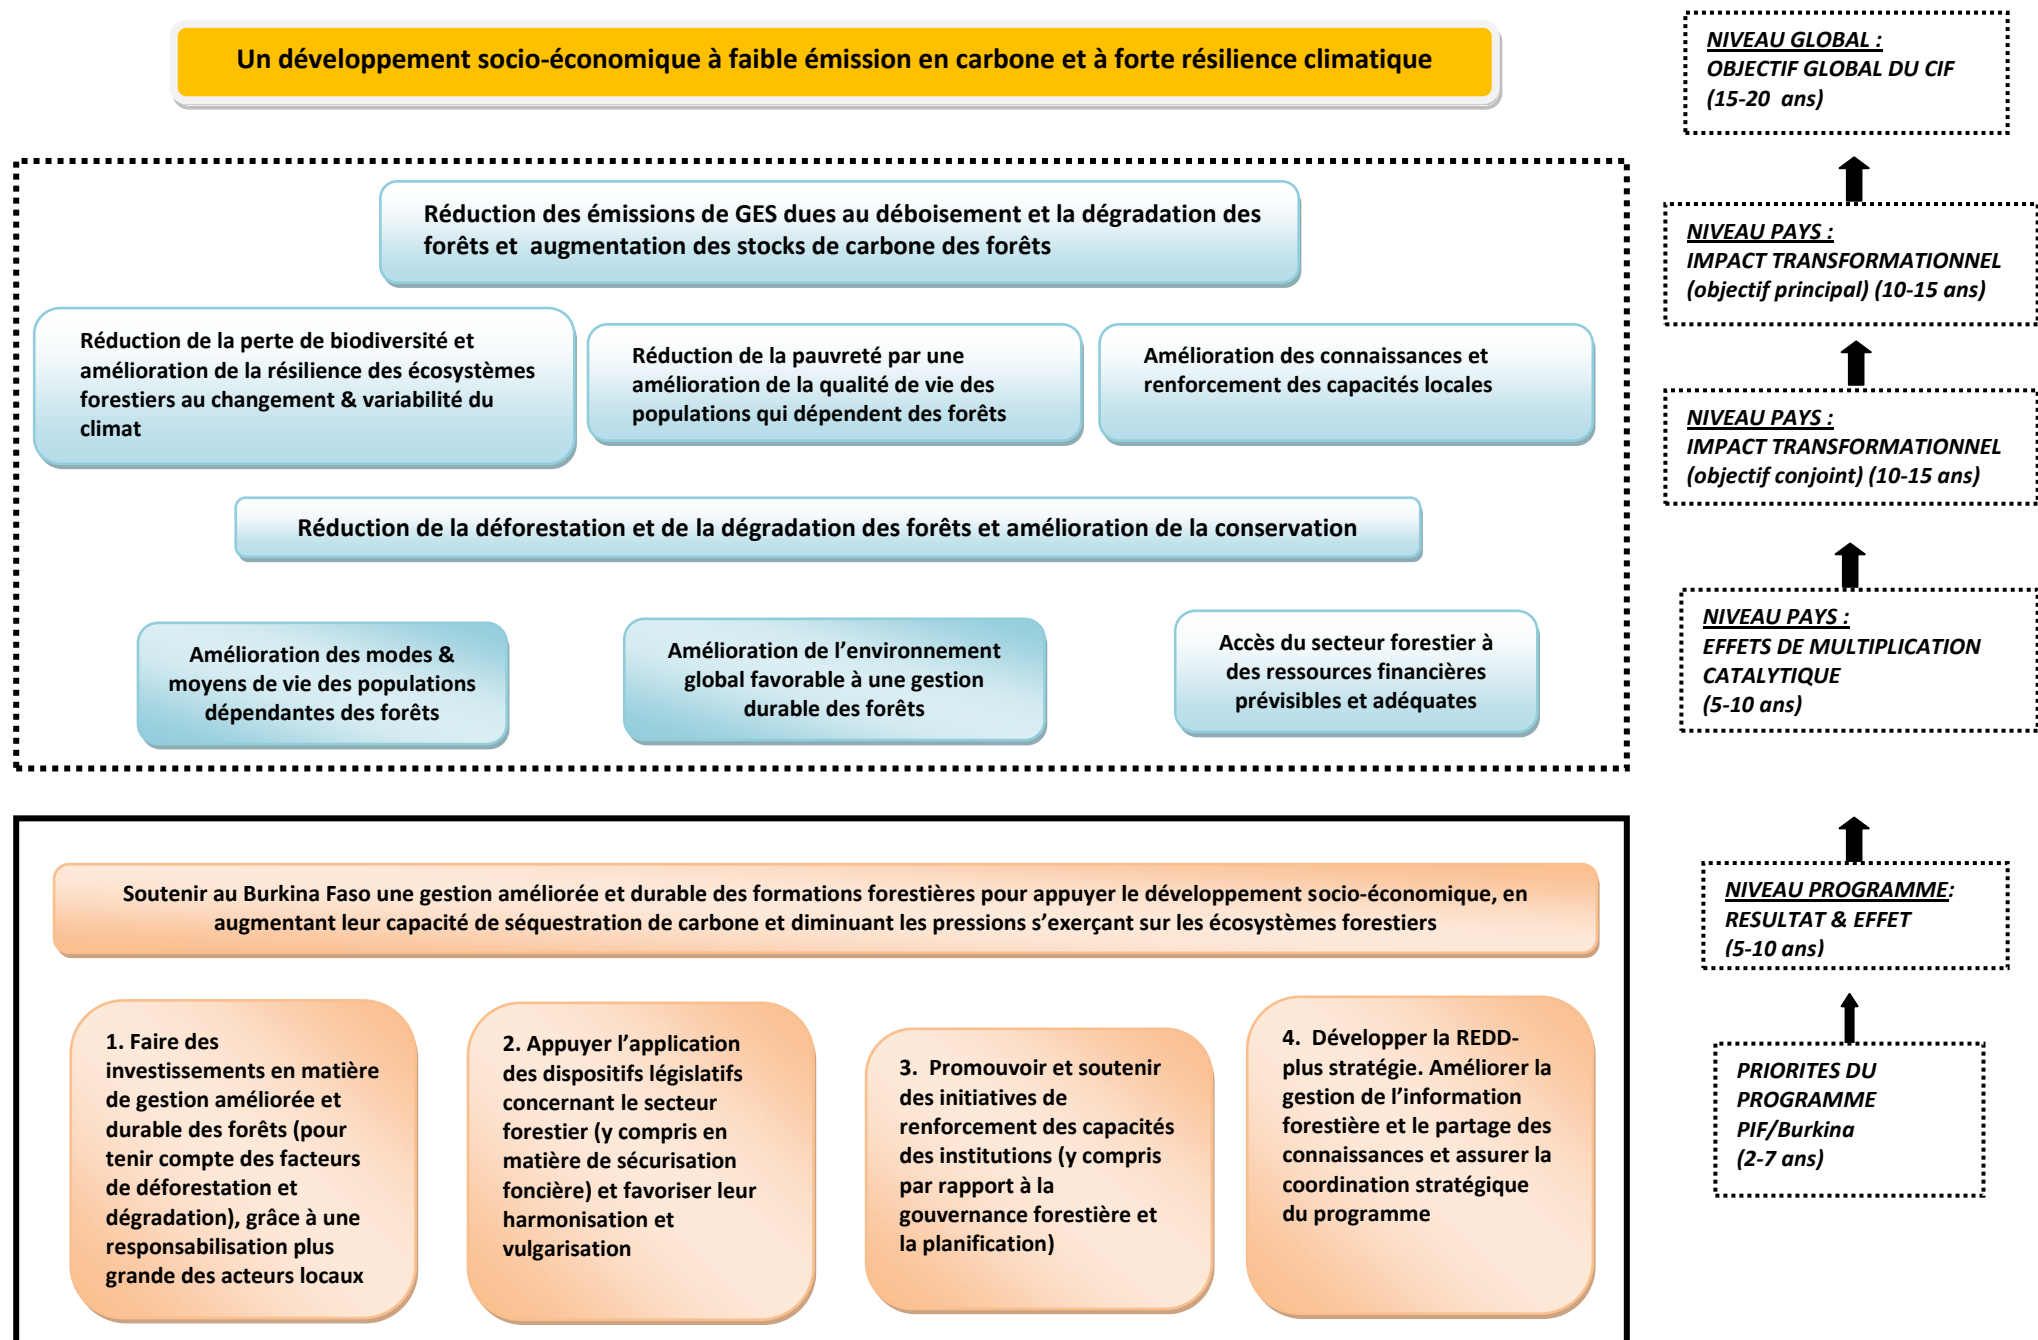 Un développement socio-économique à faible émission en carbone et à forte résilience climatique
NIVEAU GLOBAL :
OBJECTIF GLOBAL DU CIF
(15-20 ans)
Réduction des émissions de GES dues au déboisement et la dégradation des
forêts et augmentation des stocks de carbone des forêts
NIVEAU PAYS :
IMPACT TRANSFORMATIONNEL
(objectif principal) (10-15 ans)
Réduction de la perte de biodiversité et
amélioration de la résilience des écosystèmes
forestiers au changement & variabilité du
climat
Réduction de la pauvreté par une
amélioration de la qualité de vie des
populations qui dépendent des forêts
Amélioration des connaissances et
renforcement des capacités locales
NIVEAU PAYS :
IMPACT TRANSFORMATIONNEL
(objectif conjoint) (10-15 ans)
Réduction de la déforestation et de la dégradation des forêts et amélioration de la conservation
Amélioration des modes &
moyens de vie des populations
dépendantes des forêts
Amélioration de l’environnement
global favorable à une gestion
durable des forêts
Accès du secteur forestier à
des ressources financières
prévisibles et adéquates
NIVEAU PAYS :
EFFETS DE MULTIPLICATION
CATALYTIQUE
(5-10 ans)
Soutenir au Burkina Faso une gestion améliorée et durable des formations forestières pour appuyer le développement socio-économique, en
augmentant leur capacité de séquestration de carbone et diminuant les pressions s’exerçant sur les écosystèmes forestiers
NIVEAU PROGRAMME:
RESULTAT & EFFET
(5-10 ans)
1. Faire des
investissements en matière
de gestion améliorée et
durable des forêts (pour
tenir compte des facteurs
de déforestation et
dégradation), grâce à une
responsabilisation plus
grande des acteurs locaux
2. Appuyer l’application
des dispositifs législatifs
concernant le secteur
forestier (y compris en
matière de sécurisation
foncière) et favoriser leur
harmonisation et
vulgarisation
3. Promouvoir et soutenir
des initiatives de
renforcement des capacités
des institutions (y compris
par rapport à la
gouvernance forestière et
la planification)
4. Développer la REDD-
plus stratégie. Améliorer la
gestion de l’information
forestière et le partage des
connaissances et assurer la
coordination stratégique
du programme
PRIORITES DU
PROGRAMME
PIF/Burkina
(2-7 ans)